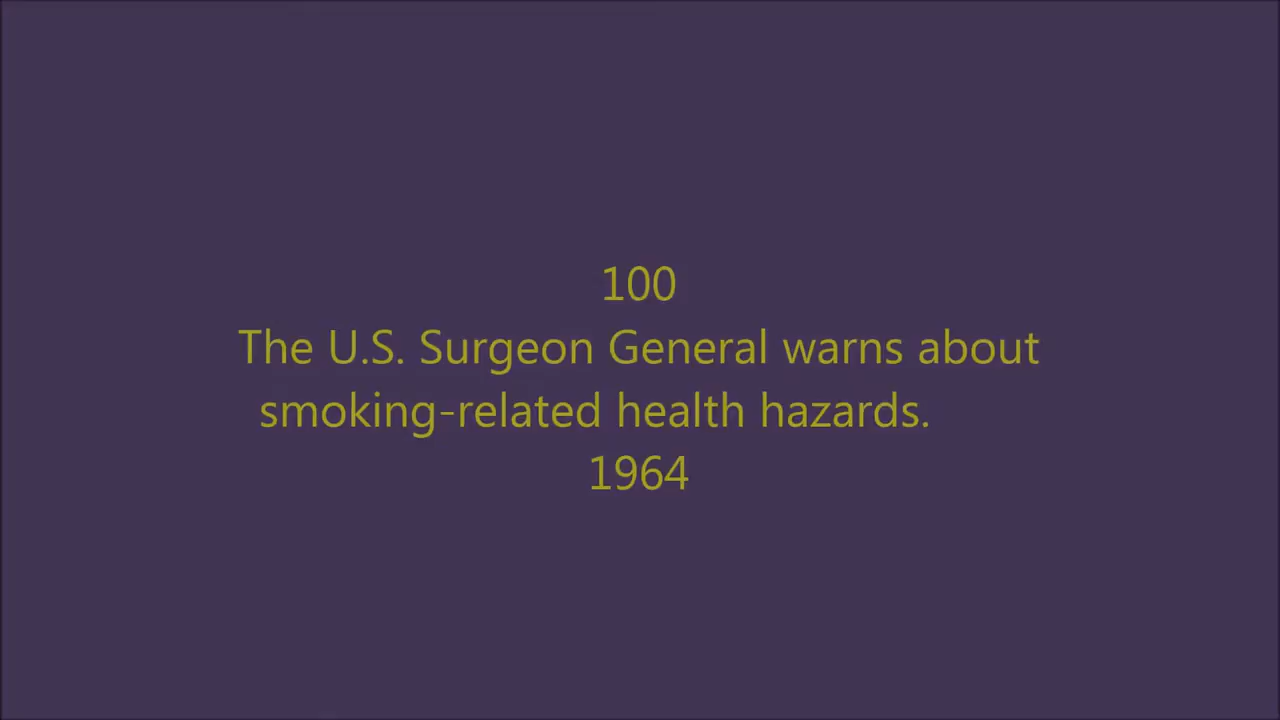 100
The U.S. Surgeon General warns about
smoking-related health hazards.
1964